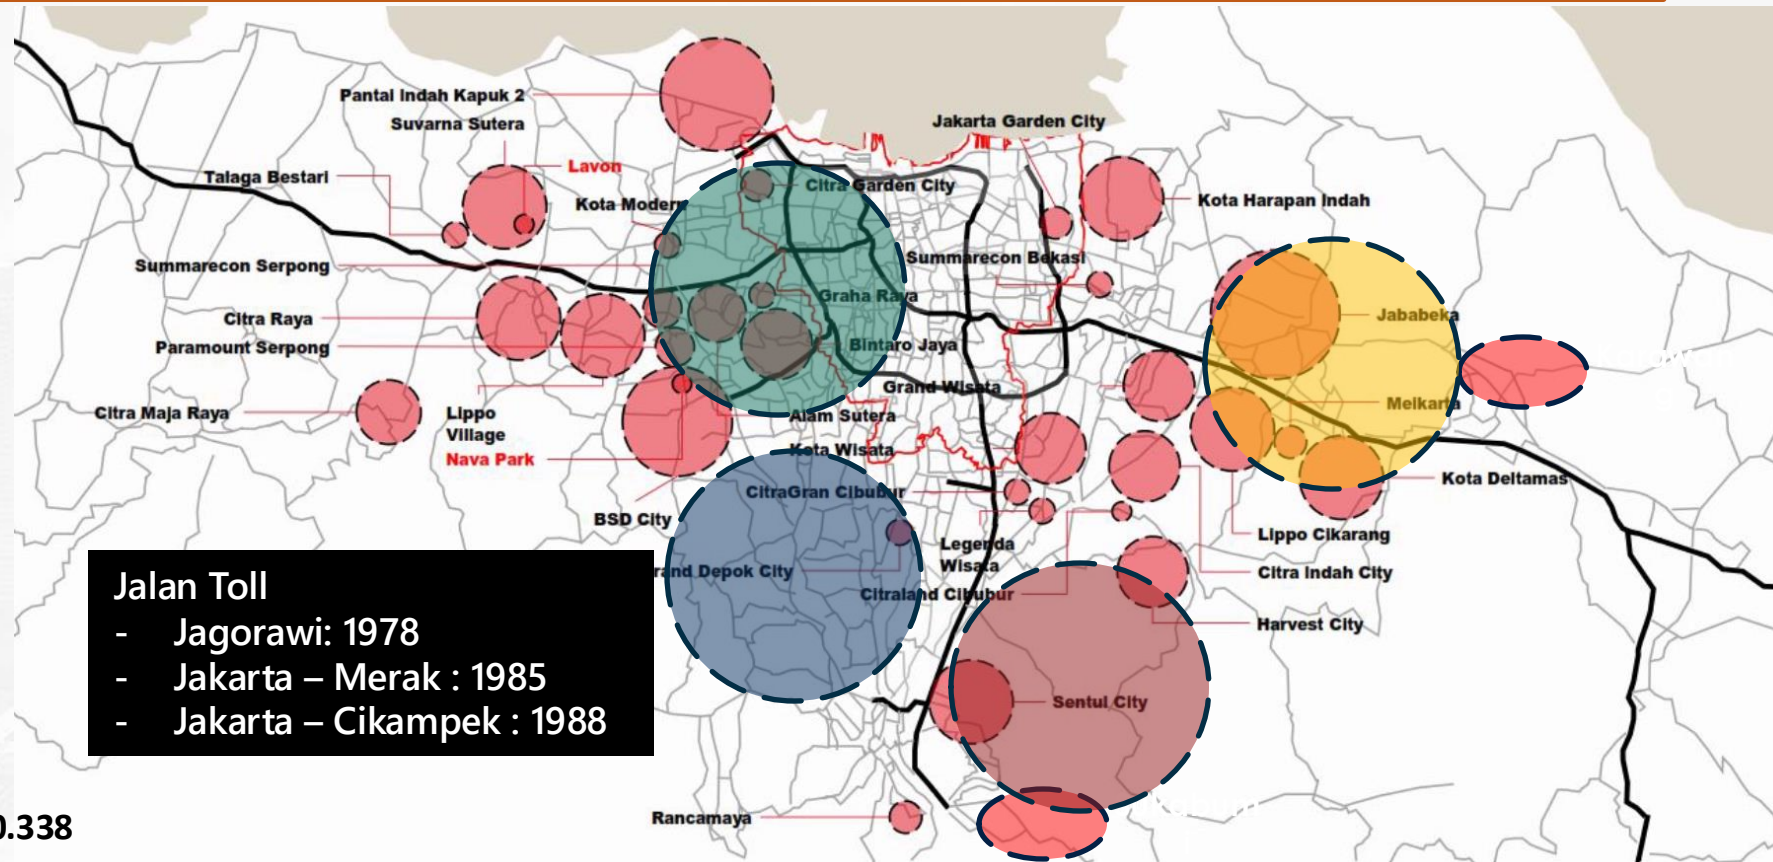 Pantai Indah Kapuk 2
Suvarna Sutera
Jakarta Garden City
Lavon
Talaga Bestari
Citra Garden City
Kota Modern
Kota Harapan Indah
Summarecon Serpong
Summarecon Bekasi
Graha Raya
Citra Raya
Jababeka
Paramount Serpong
Bintaro Jaya
Grand Wisata
Melkarta
Citra Maja Raya
Lippo
Village
Alam Sutera
Nava Park
Kota Wisata
Kota Deltamas
CitraGran Cibubur
BSD City
Lippo Cikarang
Legenda
Wisata
rand Depok City
Citra Indah City
Citraland Cibubur
Harvest City
Jalan Toll
- Jagorawi: 1978
- Jakarta – Merak : 1985
- Jakarta – Cikampek : 1988
Sentul City
Rancamaya
0.338